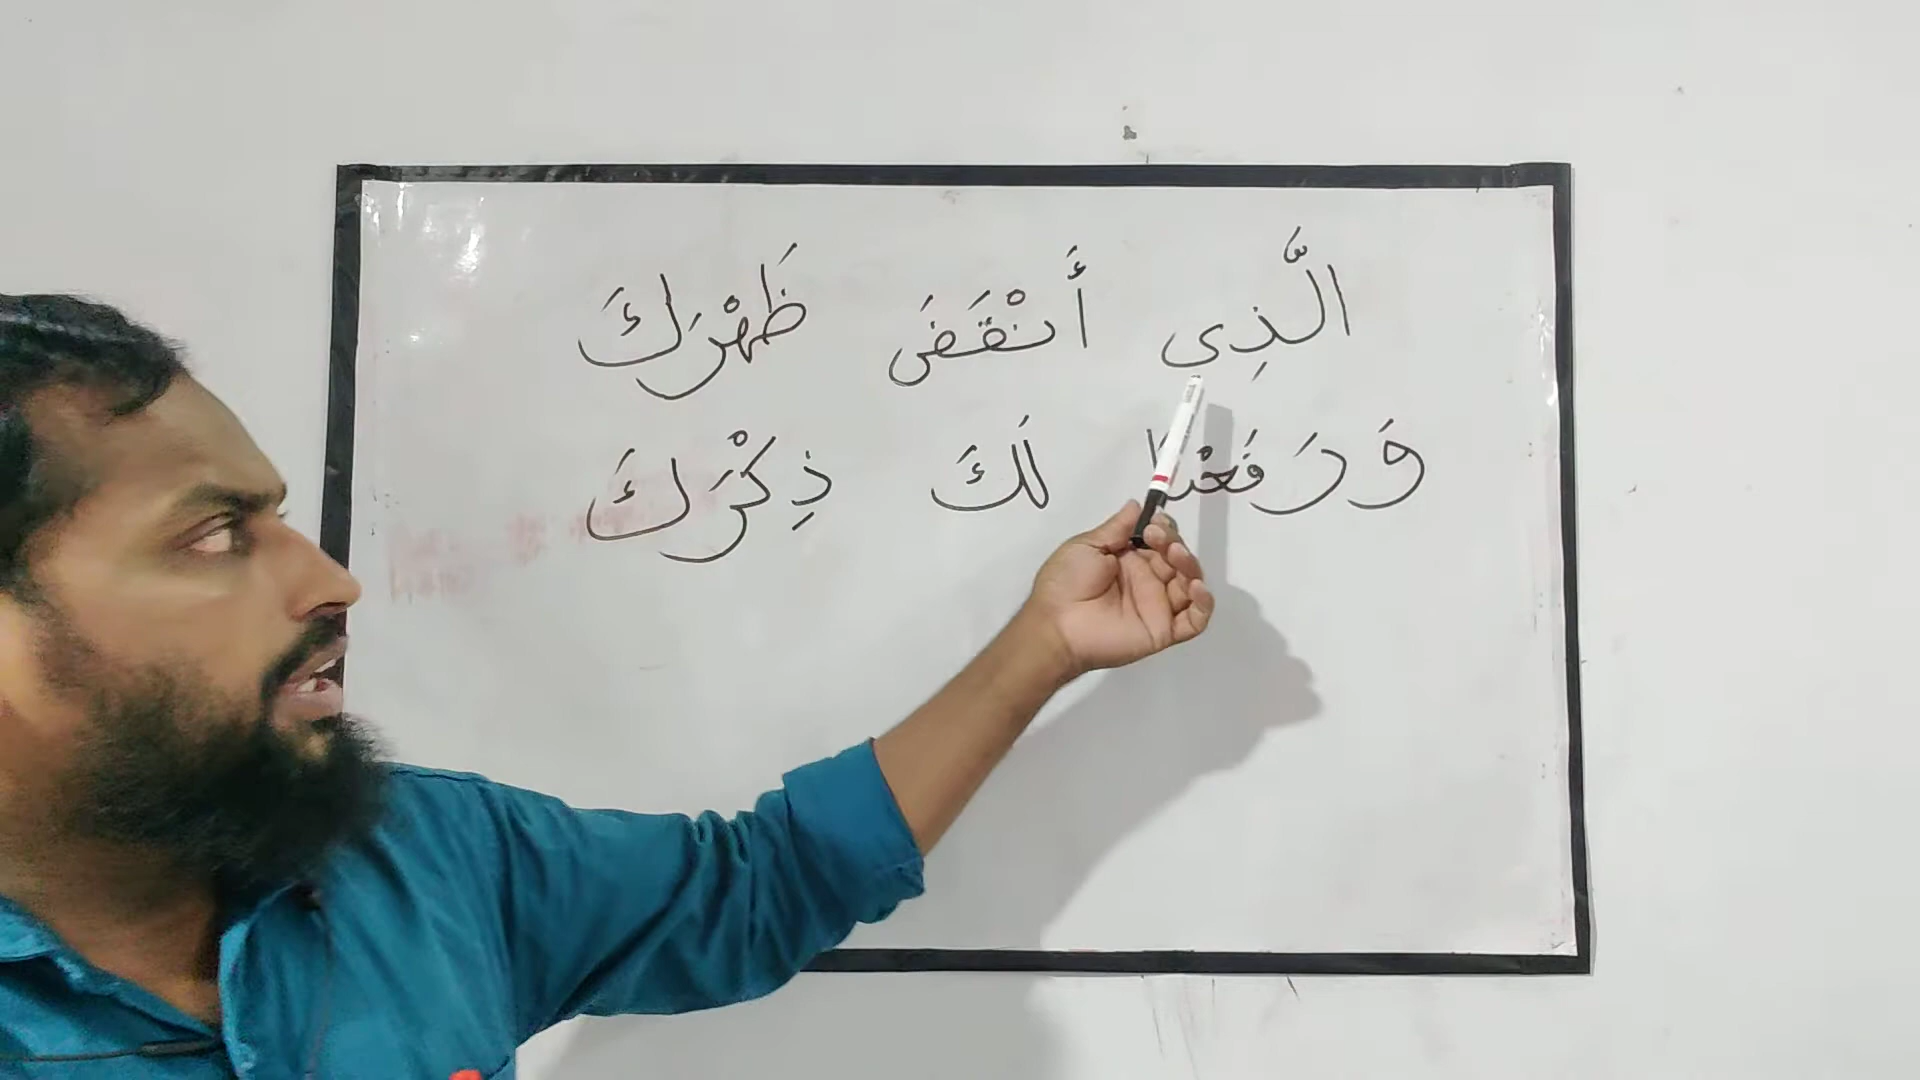 الَّذِى أَنْقَضَ ظَهْرَكَ
وَرَفَعْنَا لَكَ ذِكْرَكَ